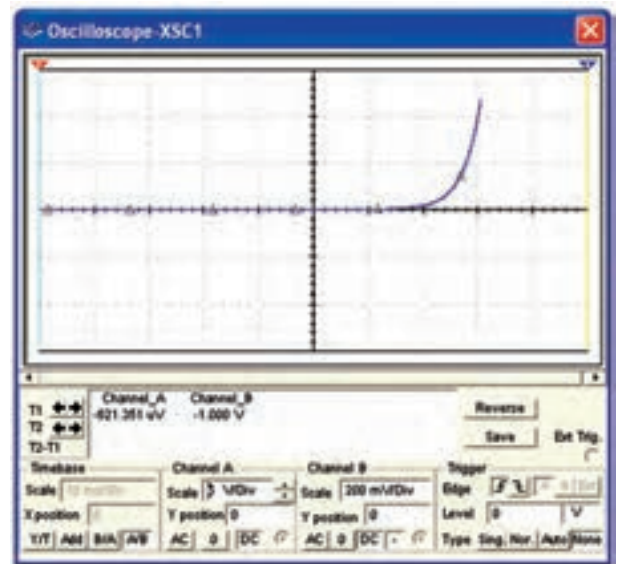 Oscilloscope-XSC1
Channel_A Channel_B
T1 -621.351 uV -1.000 V
T2
T2-T1
Reverse
Save
Ext Trig.
Timebase Channel A Channel B Trigger
Scale Scale V/Div Scale 200 mV/Div Edge Ext
X position Y position 0 Y position 0 Level 0 V
Y/T Add B/A A/B AC 0 DC AC 0 DC - Type Sing. Nor. Auto None